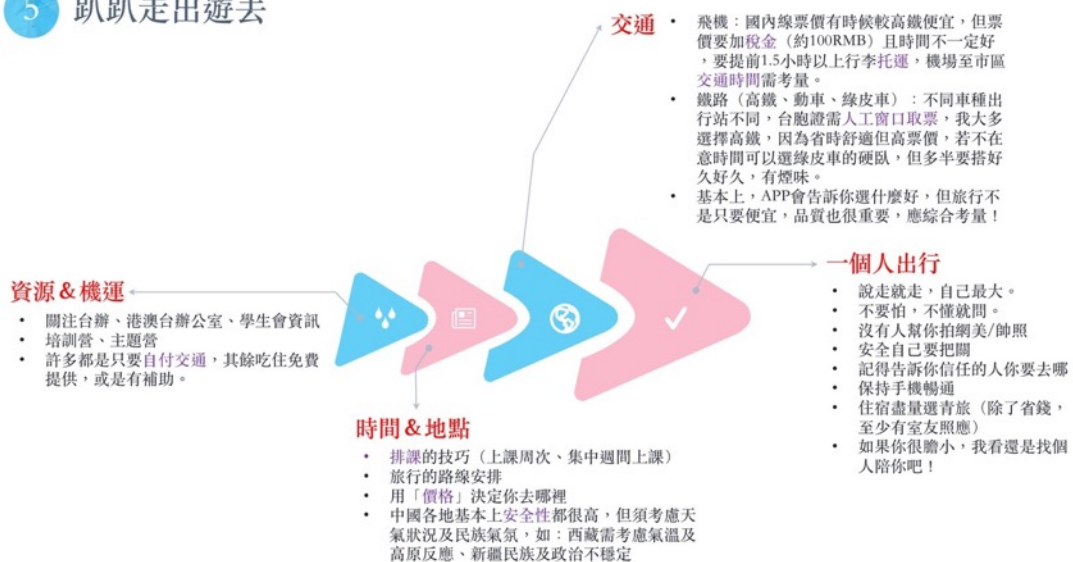 5 趴趴走出遊去
交通
• 飛機：國內線票價有時候較高鐵便宜，但票
價要加稅金（約100RMB）且時間不一定好
，要提前1.5小時以上行李托運，機場至市區
交通時間需考量。
• 鐵路（高鐵、動車、綠皮車）：不同車種出
行站不同，台胞證需人工窗口取票，我大多
選擇高鐵，因為省時舒適但高票價，若不在
意時間可以選綠皮車的硬臥，但多半要搭好
久好久，有煙味。
• 基本上，APP會告訴你選什麼好，但旅行不
是只要便宜，品質也很重要，應綜合考量！
資源＆機運
• 關注台辦、港澳台辦公室、學生會資訊
• 培訓營、主題營
• 許多都是只要自付交通，其餘吃住免費
提供，或是有補助。
時間＆地點
• 排課的技巧（上課周次、集中週間上課）
• 旅行的路線安排
• 用「價格」決定你去哪裡
• 中國各地基本上安全性都很高，但須考慮天
氣狀況及民族氣氛，如：西藏需考慮氣溫及
高原反應、新疆民族及政治不穩定
一個人出行
• 說走就走，自己最大。
• 不要怕，不懂就問。
• 沒有人幫你拍網美/帥照
• 安全自己要把關
• 記得告訴你信任的人你要去哪
• 保持手機暢通
• 住宿盡量選青旅（除了省錢，
至少有室友照應）
• 如果你很膽小，我看還是找個
人陪你吧！